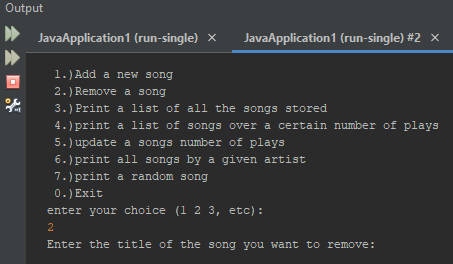 Output
JavaApplication1 (run-single) × JavaApplication1 (run-single) #2 ×
1.)Add a new song
2.)Remove a song
3.)Print a list of all the songs stored
4.)print a list of songs over a certain number of plays
5.)update a songs number of plays
6.)print all songs by a given artist
7.)print a random song
0.)Exit
enter your choice (1 2 3, etc):
2
Enter the title of the song you want to remove: